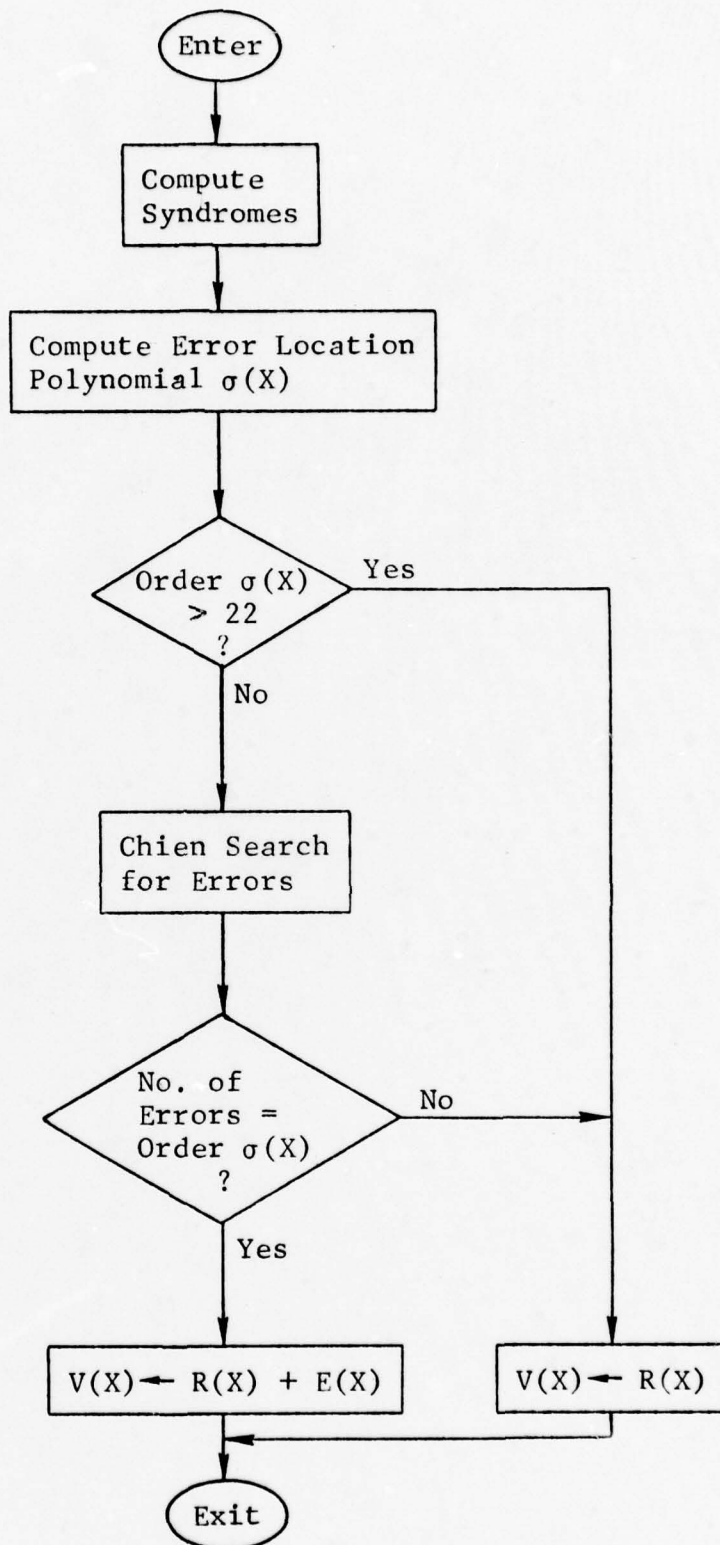 Enter
Compute
Syndromes
Compute Error Location
Polynomial σ(X)
Order σ(X)
> 22
?
Yes
No
Chien Search
for Errors
No. of
Errors =
Order σ(X)
?
No
Yes
V(X)← R(X) + E(X)
V(X)← R(X)
Exit